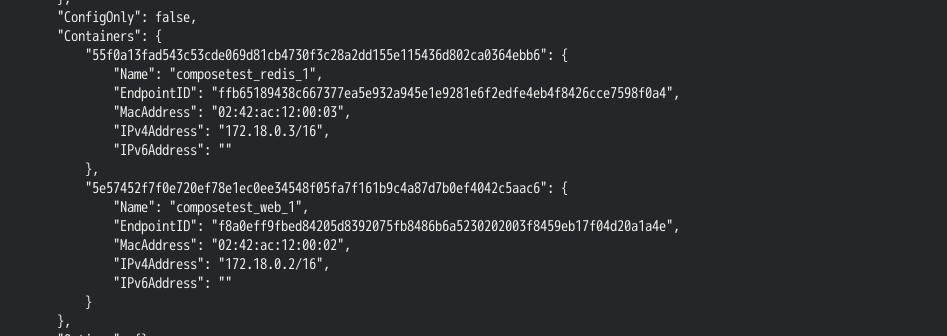 },
"ConfigOnly": false,
"Containers": {
"55f0a13fad543c53cde069d81cb4730f3c28a2dd155e115436d802ca0364ebb6": {
"Name": "composetest_redis_1",
"EndpointID": "ffb65189438c667377ea5e932a945e1e9281e6f2edfe4eb4f8426cce7598f0a4",
"MacAddress": "02:42:ac:12:00:03",
"IPv4Address": "172.18.0.3/16",
"IPv6Address": ""
},
"5e57452f7f0e720ef78e1ec0ee34548f05fa7f161b9c4a87d7b0ef4042c5aac6": {
"Name": "composetest_web_1",
"EndpointID": "f8a0eff9fbed84205d8392075fb8486b6a5230202003f8459eb17f04d20a1a4e",
"MacAddress": "02:42:ac:12:00:02",
"IPv4Address": "172.18.0.2/16",
"IPv6Address": ""
}
},